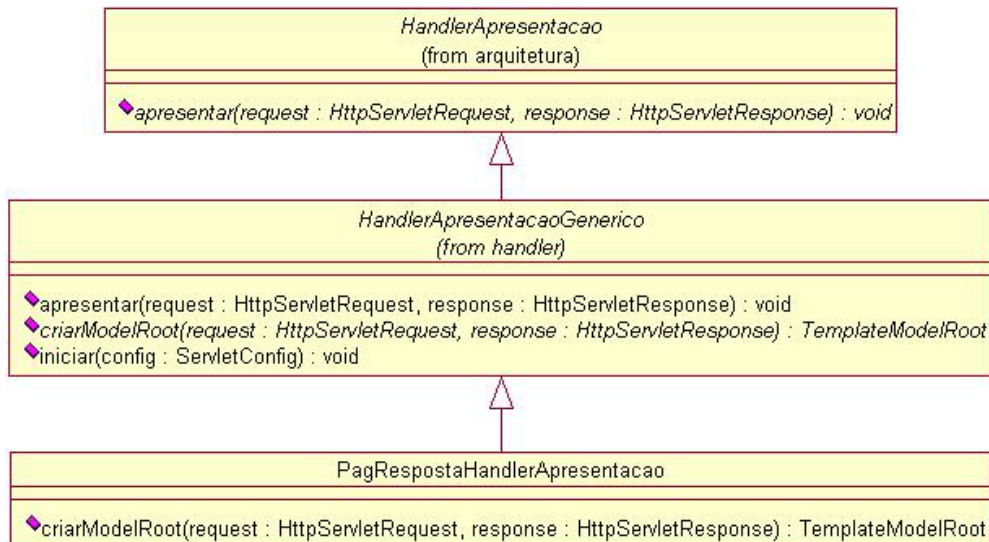 HandlerApresentacao
(from arquitetura)
apresentar(request : HttpServletRequest, response : HttpServletResponse) : void
HandlerApresentacaoGenerico
(from handler)
apresentar(request : HttpServletRequest, response : HttpServletResponse) : void
criarModelRoot(request : HttpServletRequest, response : HttpServletResponse) : TemplateModelRoot
iniciar(config : ServletConfig) : void
PagRespostaHandlerApresentacao
criarModelRoot(request : HttpServletRequest, response : HttpServletResponse) : TemplateModelRoot